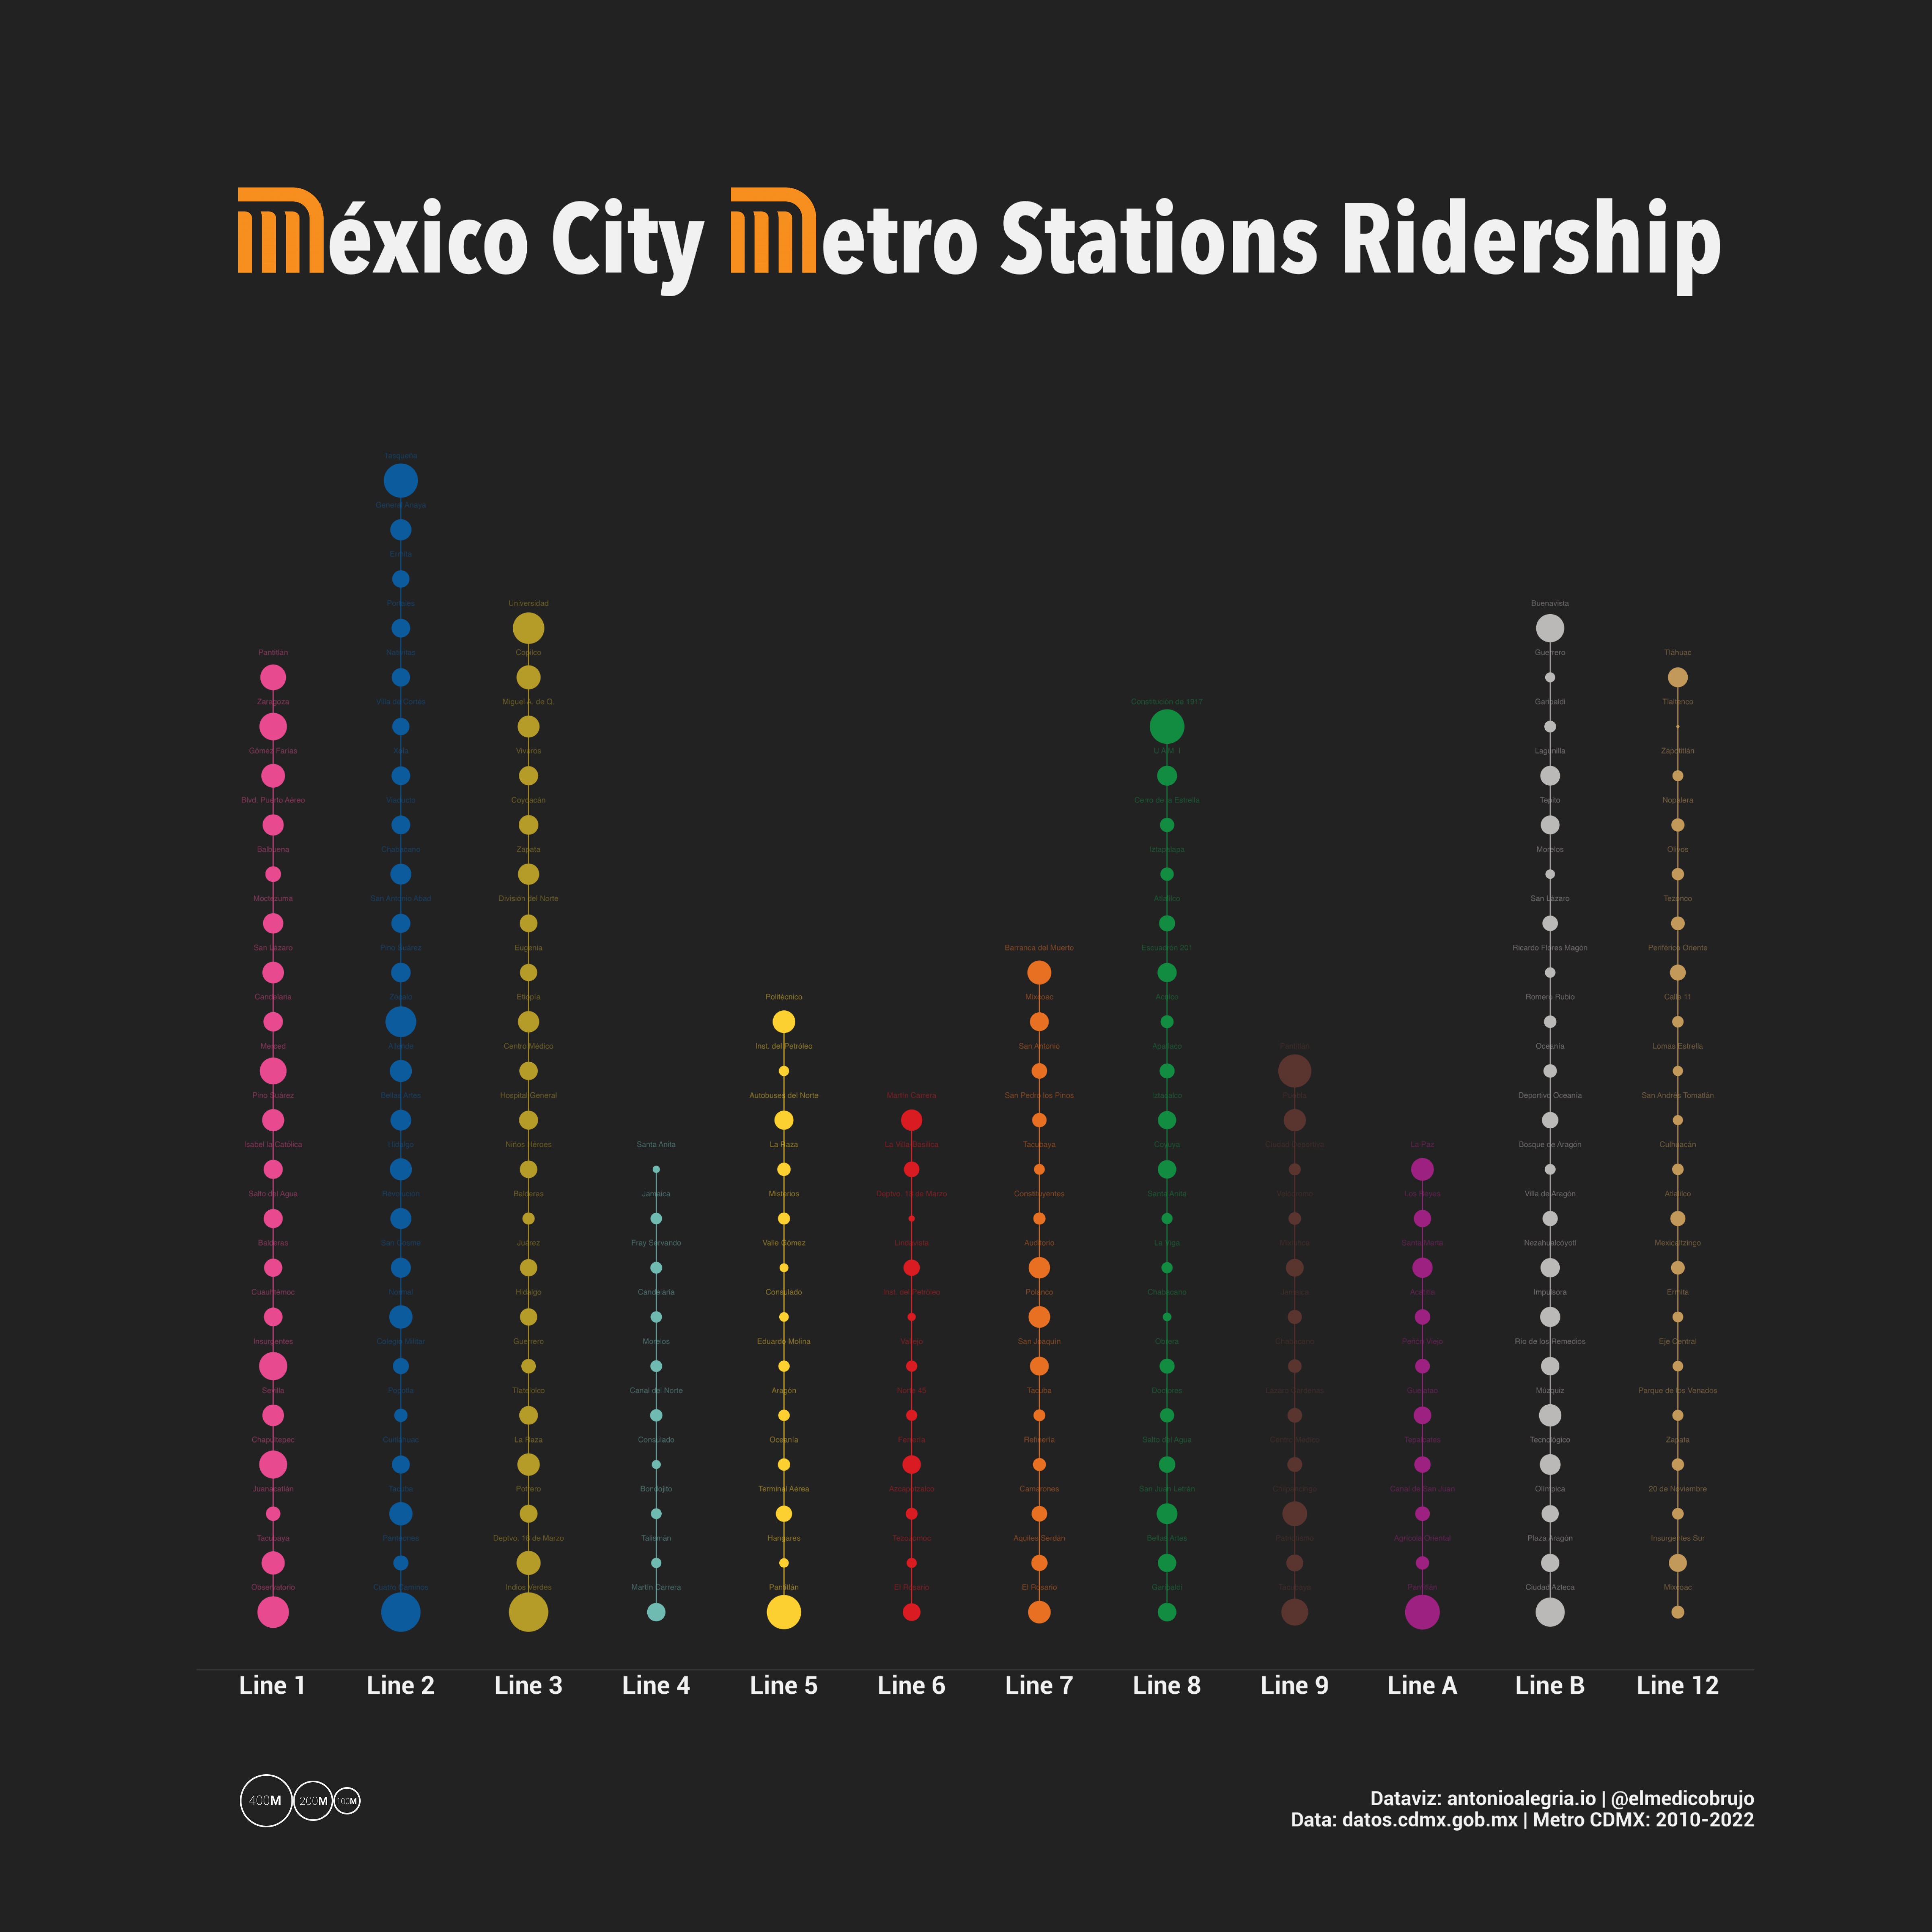 México City Metro Stations Ridership
Pantitlán
Zaragoza
Gómez Farías
Blvd. Puerto Aéreo
Balbuena
Moctezuma
San Lázaro
Candelaria
Merced
Pino Suárez
Isabel la Católica
Salto del Agua
Balderas
Cuauhtémoc
Insurgentes
Sevilla
Chapultepec
Juanacatlán
Tacubaya
Observatorio
Line 1
Tasqueña
General Anaya
Ermita
Portales
Nativitas
Villa de Cortés
Xola
Viaducto
Chabacano
San Antonio Abad
Pino Suárez
Zócalo
Allende
Bellas Artes
Hidalgo
Revolución
San Cosme
Normal
Colegio Militar
Popotla
Cuitláhuac
Tacuba
Panteones
Cuatro Caminos
Line 2
Universidad
Copilco
Miguel A. de Q
Viveros
Coyoacán
Zapata
División del Norte
Eugenia
Etiopía
Centro Médico
Hospital General
Niños Héroes
Balderas
Juárez
Hidalgo
Guerrero
Tlatelolco
La Raza
Potrero
Deptvo. 18 de Marzo
Indios Verdes
Line 3
Santa Anita
Jamaica
Fray Servando
Candelaria
Morelos
Canal del Norte
Consulado
Bondojito
Talismán
Martín Carrera
Line 4
Politécnico
Inst. del Petróleo
Autobuses del Norte
La Raza
Misterios
Valle Gómez
Consulado
Eduardo Molina
Aragón
Oceanía
Terminal Aérea
Hangares
Pantitlán
Line 5
Martín Carrera
La Villa-Basílica
Deptvo. 18 de Marzo
Lindavista
Inst. del Petróleo
Vallejo
Norte 45
Ferrería
Azcapotzalco
Tezozomoc
El Rosario
Line 6
Barranca del Muerto
Mixcoac
San Antonio
San Pedro los Pinos
Tacubaya
Constituyentes
Auditorio
Polanco
San Joaquín
Tacuba
Refinería
Camarones
Aquiles Serdán
El Rosario
Line 7
Constitución de 1917
U A M I
Cerro de la Estrella
Iztapalapa
Atlalilco
Escuadrón 201
Aculco
Apatlaco
Iztacalco
Coyuya
Santa Anita
La Viga
Chabacano
Obrera
Doctores
Salto del Agua
San Juan Letrán
Bellas Artes
Garibaldi
Line 8
Pantitlán
Puebla
Ciudad Deportiva
Velódromo
Mixiuhca
Jamaica
Chabacano
Lázaro Cárdenas
Centro Médico
Chilpancingo
Patriotismo
Tacubaya
Line 9
La Paz
Los Reyes
Santa Marta
Acatitla
Peñón Viejo
Guelatao
Tepalcates
Canal de San Juan
Agrícola Oriental
Pantitlán
Line A
Buenavista
Guerrero
Garibaldi
Lagunilla
Tepito
Morelos
San Lázaro
Ricardo Flores Magón
Romero Rubio
Oceanía
Deportivo Oceanía
Bosque de Aragón
Villa de Aragón
Nezahualcóyotl
Impulsora
Río de los Remedios
Múzquiz
Tecnológico
Olímpica
Plaza Aragón
Ciudad Azteca
Line B
Tláhuac
Tlaltenco
Zapotitlán
Nopalera
Olivos
Tezonco
Periférico Oriente
Calle 11
Lomas Estrella
San Andrés Tomatlán
Culhuacán
Atlalilco
Mexicaltzingo
Ermita
Eje Central
Parque de los Venados
Zapata
20 de Noviembre
Insurgentes Sur
Mixcoac
Line 12
400M 200M 100M
Dataviz: antonioalegria.io | @elmedicobrujo
Data: datos.cdmx.gob.mx | Metro CDMX: 2010-2022